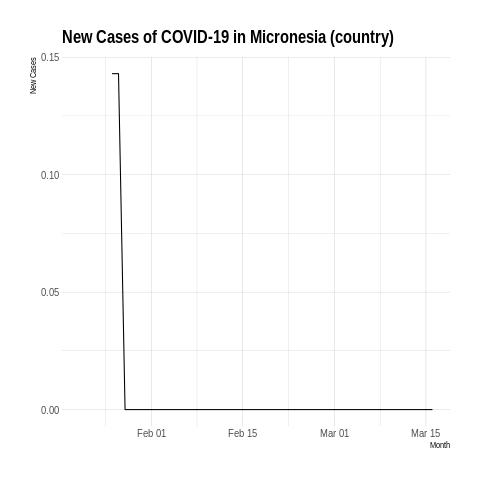 New Cases of COVID-19 in Micronesia (country)
New Cases
0.15
0.10
0.05
0.00
Feb 01
Feb 15
Mar 01
Mar 15
Month